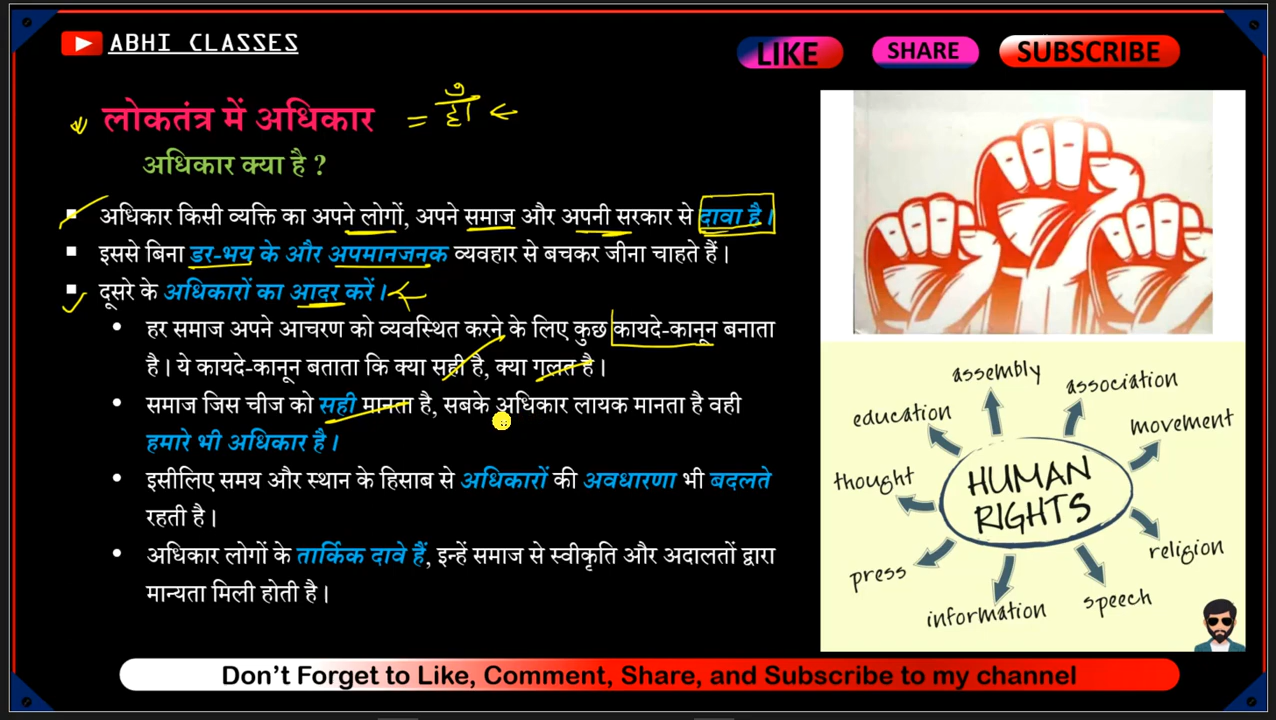 ABHI CLASSES
LIKE
SHARE
SUBSCRIBE
लोकतंत्र में अधिकार
अधिकार क्या है ?
अधिकार किसी व्यक्ति का अपने लोगों, अपने समाज और अपनी सरकार से दावा है।
इससे बिना डर-भय के और अपमानजनक व्यवहार से बचकर जीना चाहते हैं।
दूसरे के अधिकारों का आदर करें।
हर समाज अपने आचरण को व्यवस्थित करने के लिए कुछ कायदे-कानून बनाता
है। ये कायदे-कानून बताता कि क्या सही है, क्या गलत है।
समाज जिस चीज को सही मानता है, सबके अधिकार लायक मानता है वही
हमारे भी अधिकार है।
इसीलिए समय और स्थान के हिसाब से अधिकारों की अवधारणा भी बदलते
रहती है।
अधिकार लोगों के तार्किक दावे हैं, इन्हें समाज से स्वीकृति और अदालतों द्वारा
मान्यता मिली होती है।
assembly
association
education
movement
thought
HUMAN
RIGHTS
religion
press
speech
information
Don't Forget to Like, Comment, Share, and Subscribe to my channel